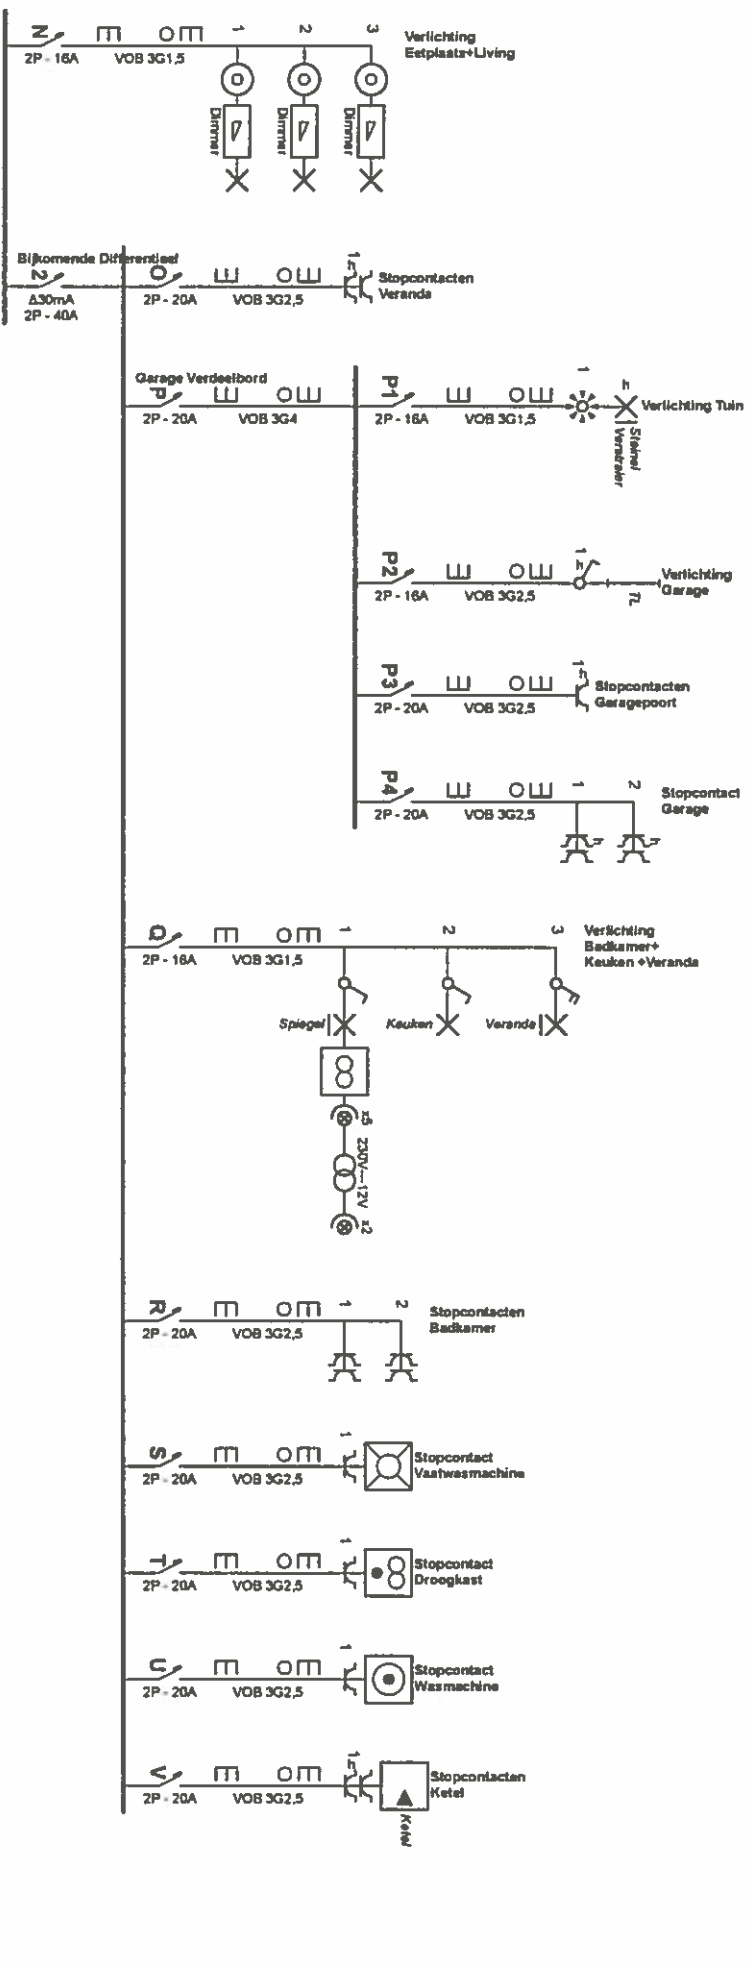 N
2P - 16A
VOB 3G1,5
1
2
3
Verlichting
Eetplaats+Living
Dimmer
Dimmer
Dimmer
Bijkomende Differentieel
2
Δ30mA
2P - 40A
O
2P - 20A
VOB 3G2,5
1
h
Stopcontacten
Veranda
Garage Verdeelbord
P
2P - 20A
VOB 3G4
P1
2P - 16A
VOB 3G1,5
1
h
Verlichting Tuin
Steinel
Verstraler
P2
2P - 16A
VOB 3G2,5
1
h
TL
Verlichting
Garage
P3
2P - 20A
VOB 3G2,5
1
h
Stopcontacten
Garagepoort
P4
2P - 20A
VOB 3G2,5
1
2
h
h
Stopcontact
Garage
Q
2P - 16A
VOB 3G1,5
1
2
3
Verlichting
Badkamer+
Keuken +Veranda
Spiegel
Keuken
Veranda
x5
230V---12V
x2
R
2P - 20A
VOB 3G2,5
1
2
Stopcontacten
Badkamer
S
2P - 20A
VOB 3G2,5
1
Stopcontact
Vaatwasmachine
T
2P - 20A
VOB 3G2,5
1
Stopcontact
Droogkast
U
2P - 20A
VOB 3G2,5
1
Stopcontact
Wasmachine
V
2P - 20A
VOB 3G2,5
1
h
Stopcontacten
Ketel
Ketel